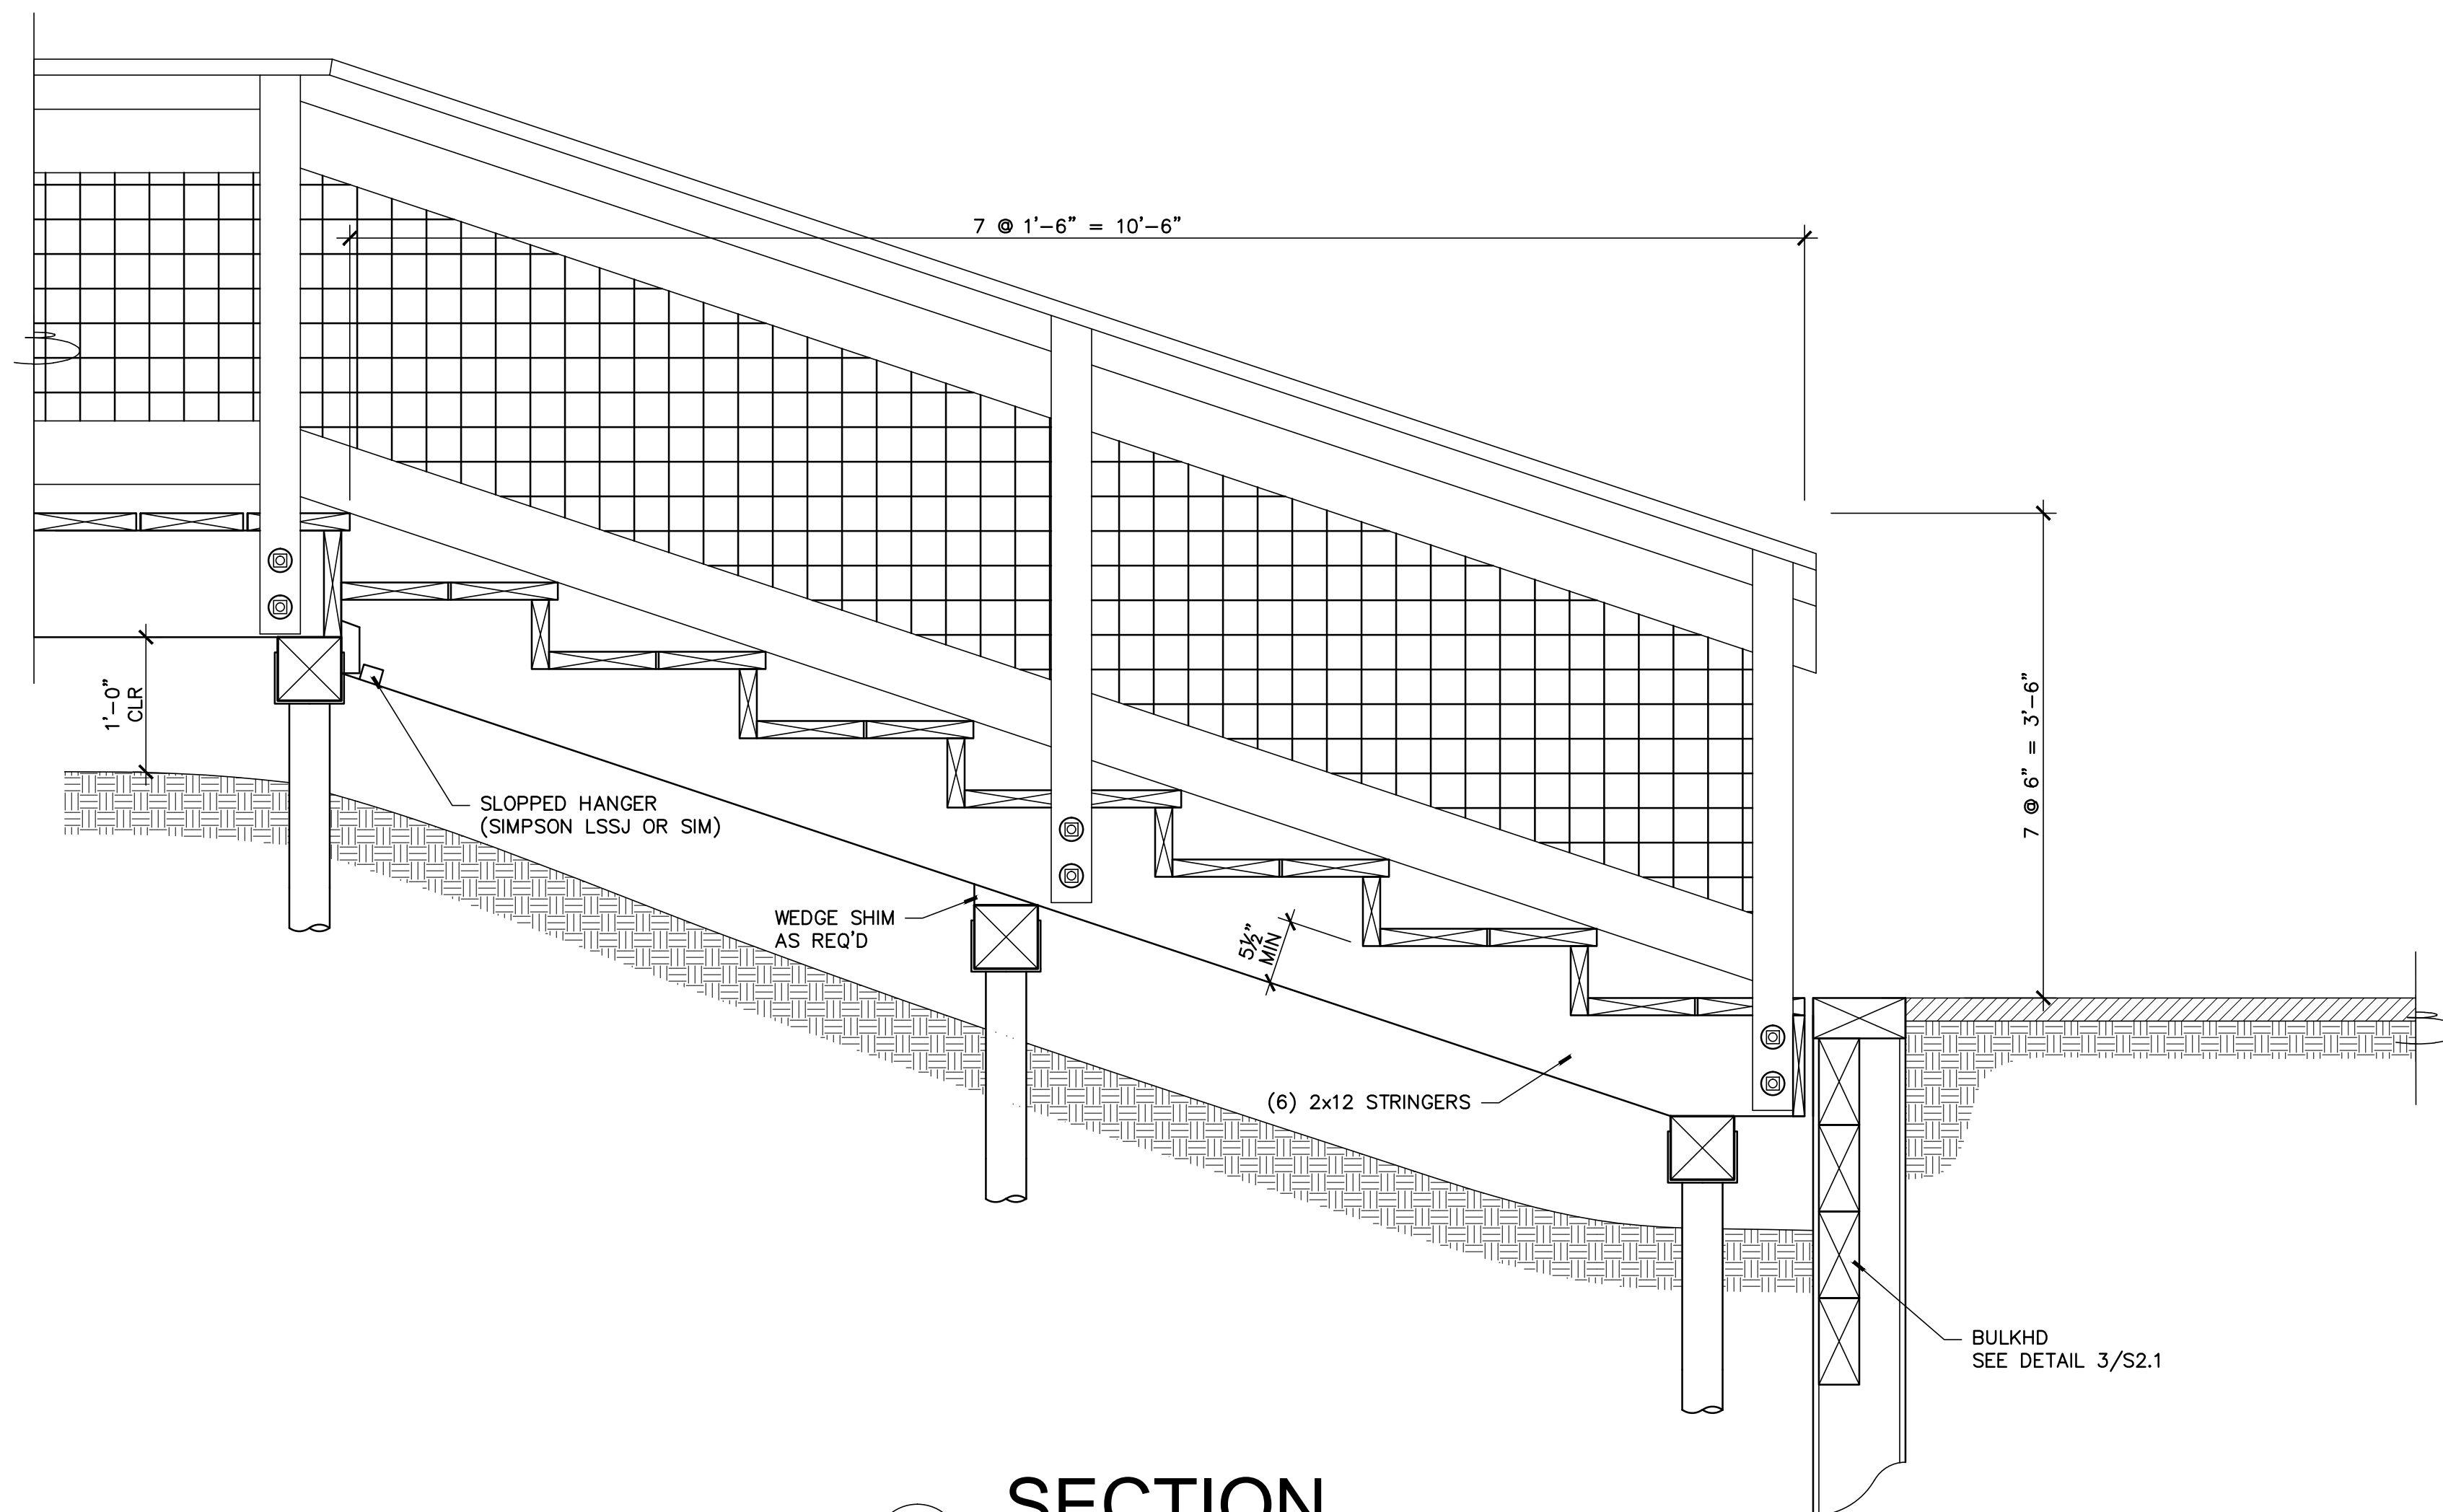 7 @ 1'-6" = 10'-6"
7 @ 6" = 3'-6"
1'-0"
CLR
SLOPPED HANGER
(SIMPSON LSSJ OR SIM)
WEDGE SHIM
AS REQ'D
5½"
MIN
(6) 2x12 STRINGERS
BULKHD
SEE DETAIL 3/S2.1
SECTION